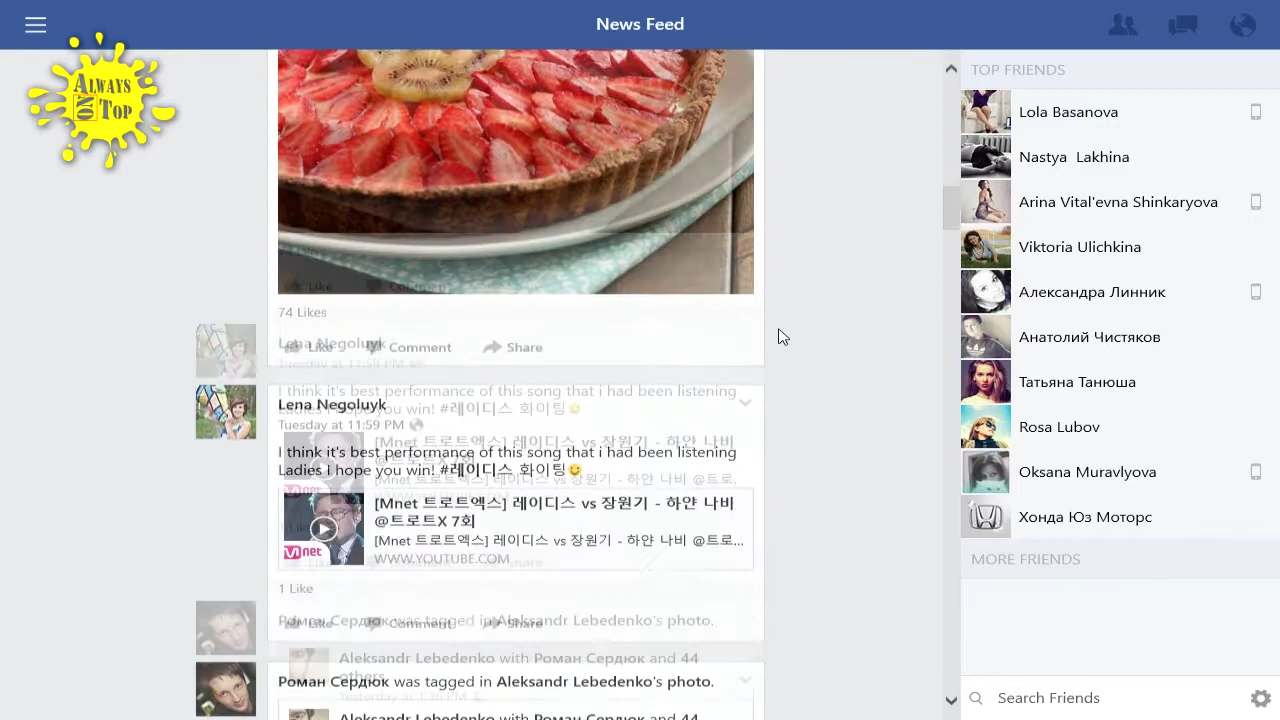 News Feed
ALWAYS
ON TOP
74 Likes
Like Comment Share
Lena Negoluyk
Tuesday at 11:59 PM
I think it's best performance of this song that i had been listening
Ladies I hope you win! #레이디스 화이팅
[Mnet 트로트엑스] 레이디스 vs 장원기 - 하얀 나비
@트로트X 7회
[Mnet 트로트엑스] 레이디스 vs 장원기 - 하얀 나비 @트로...
WWW.YOUTUBE.COM
Mnet
1 Like
Like Comment Share
Роман Сердюк was tagged in Aleksandr Lebedenko's photo.
Aleksandr Lebedenko with Роман Сердюк and 44
TOP FRIENDS
Lola Basanova
Nastya Lakhina
Arina Vital'evna Shinkaryova
Viktoria Ulichkina
Александра Линник
Анатолий Чистяков
Татьяна Танюша
Rosa Lubov
Oksana Muravlyova
Хонда Юз Моторс
MORE FRIENDS
Search Friends